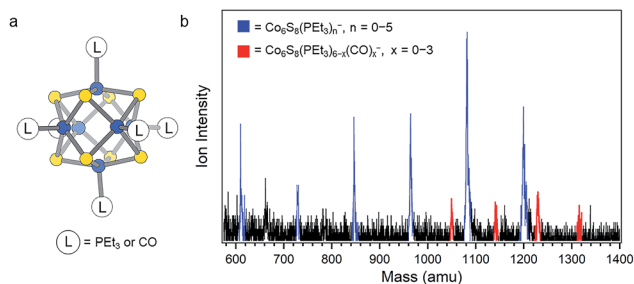 a
b
L
L
L
L
L
L = PEt₃ or CO
= Co₆S₈(PEt₃)ₙ⁻, n = 0–5
= Co₆S₈(PEt₃)₆₋ₓ(CO)ₓ⁻, x = 0–3
Ion Intensity
600 700 800 900 1000 1100 1200 1300 1400
Mass (amu)